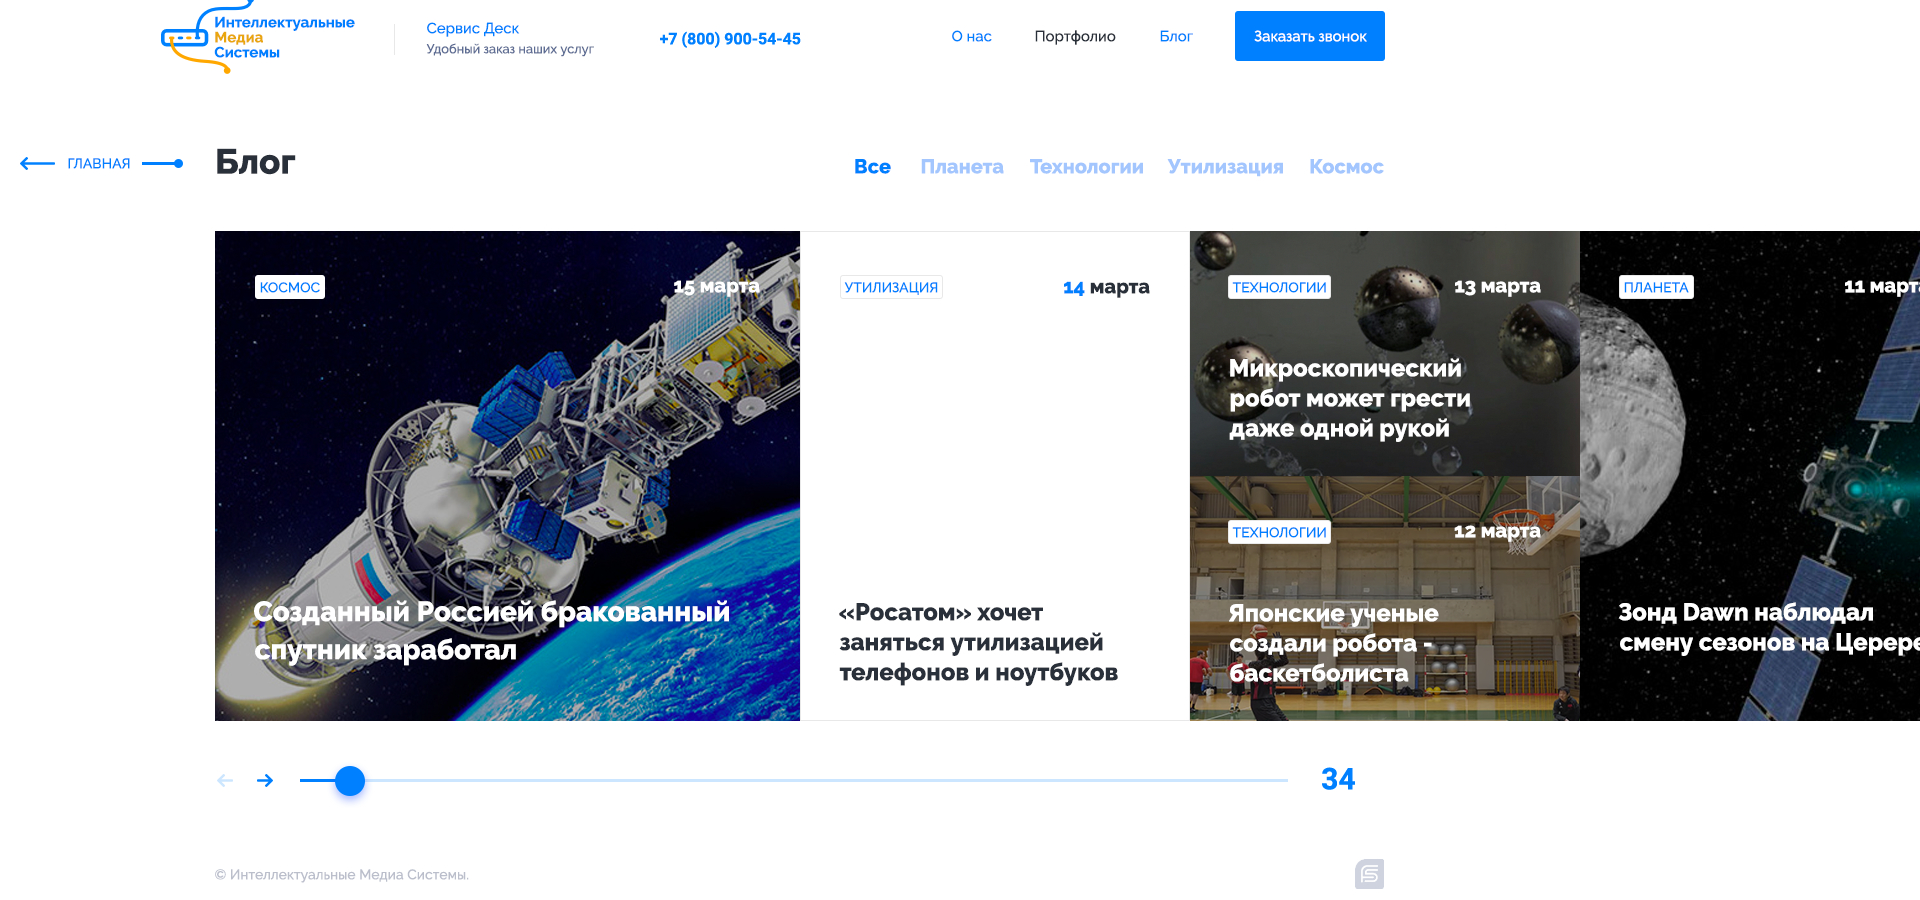 Интеллектуальные
Медиа
Системы
Сервис Деск
Удобный заказ наших услуг
+7 (800) 900-54-45
О нас
Портфолио
Блог
Заказать звонок
ГЛАВНАЯ
Блог
Все
Планета
Технологии
Утилизация
Космос
КОСМОС
15 марта
Созданный Россией бракованный
спутник заработал
УТИЛИЗАЦИЯ
14 марта
«Росатом» хочет
заняться утилизацией
телефонов и ноутбуков
ТЕХНОЛОГИИ
13 марта
Микроскопический
робот может грести
даже одной рукой
ТЕХНОЛОГИИ
12 марта
Японские ученые
создали робота -
баскетболиста
ПЛАНЕТА
11 март
Зонд Dawn наблюдал
смену сезонов на Церере
34
© Интеллектуальные Медиа Системы.